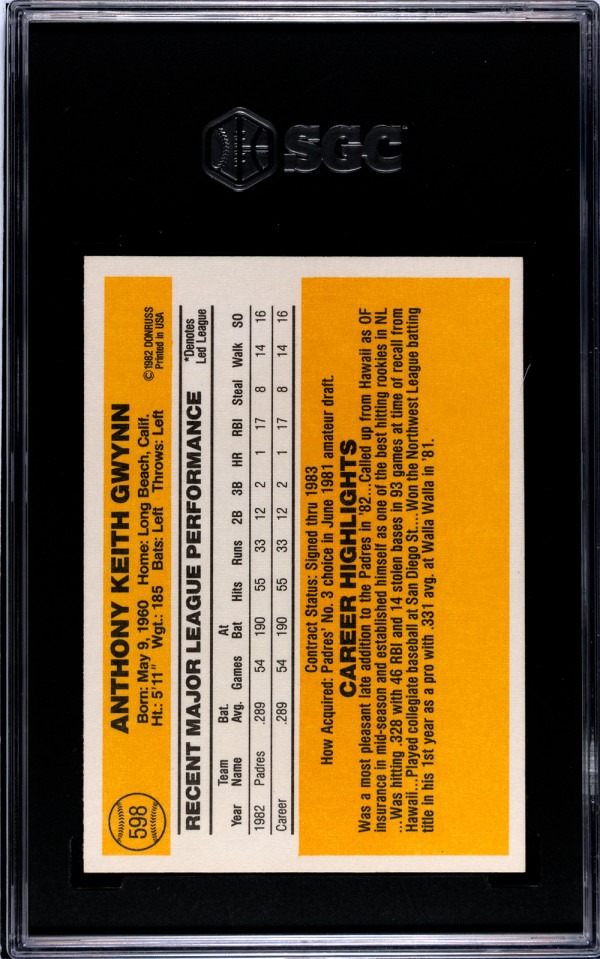 SGC
598
ANTHONY KEITH GWYNN
Born: May 9, 1960 Home: Long Beach, Calif.
Ht.: 5'11" Wgt.: 185 Bats: Left Throws: Left
©1982 DONRUSS
Printed in USA
RECENT MAJOR LEAGUE PERFORMANCE
*Denotes
Led League
Team Bat. At
Year Name Avg. Games Bat Hits Runs 2B 3B HR RBI Steal Walk SO
1982 Padres .289 54 190 55 33 12 2 1 17 8 14 16
Career .289 54 190 55 33 12 2 1 17 8 14 16
Contract Status: Signed thru 1983
How Acquired: Padres' No. 3 choice in June 1981 amateur draft.
CAREER HIGHLIGHTS
Was a most pleasant late addition to the Padres in '82...Called up from Hawaii as OF
insurance in mid-season and established himself as one of the best hitting rookies in NL
...Was hitting .328 with 46 RBI and 14 stolen bases in 93 games at time of recall from
Hawaii...Played collegiate baseball at San Diego St....Won the Northwest League batting
title in his 1st year as a pro with .331 avg. at Walla Walla in '81.